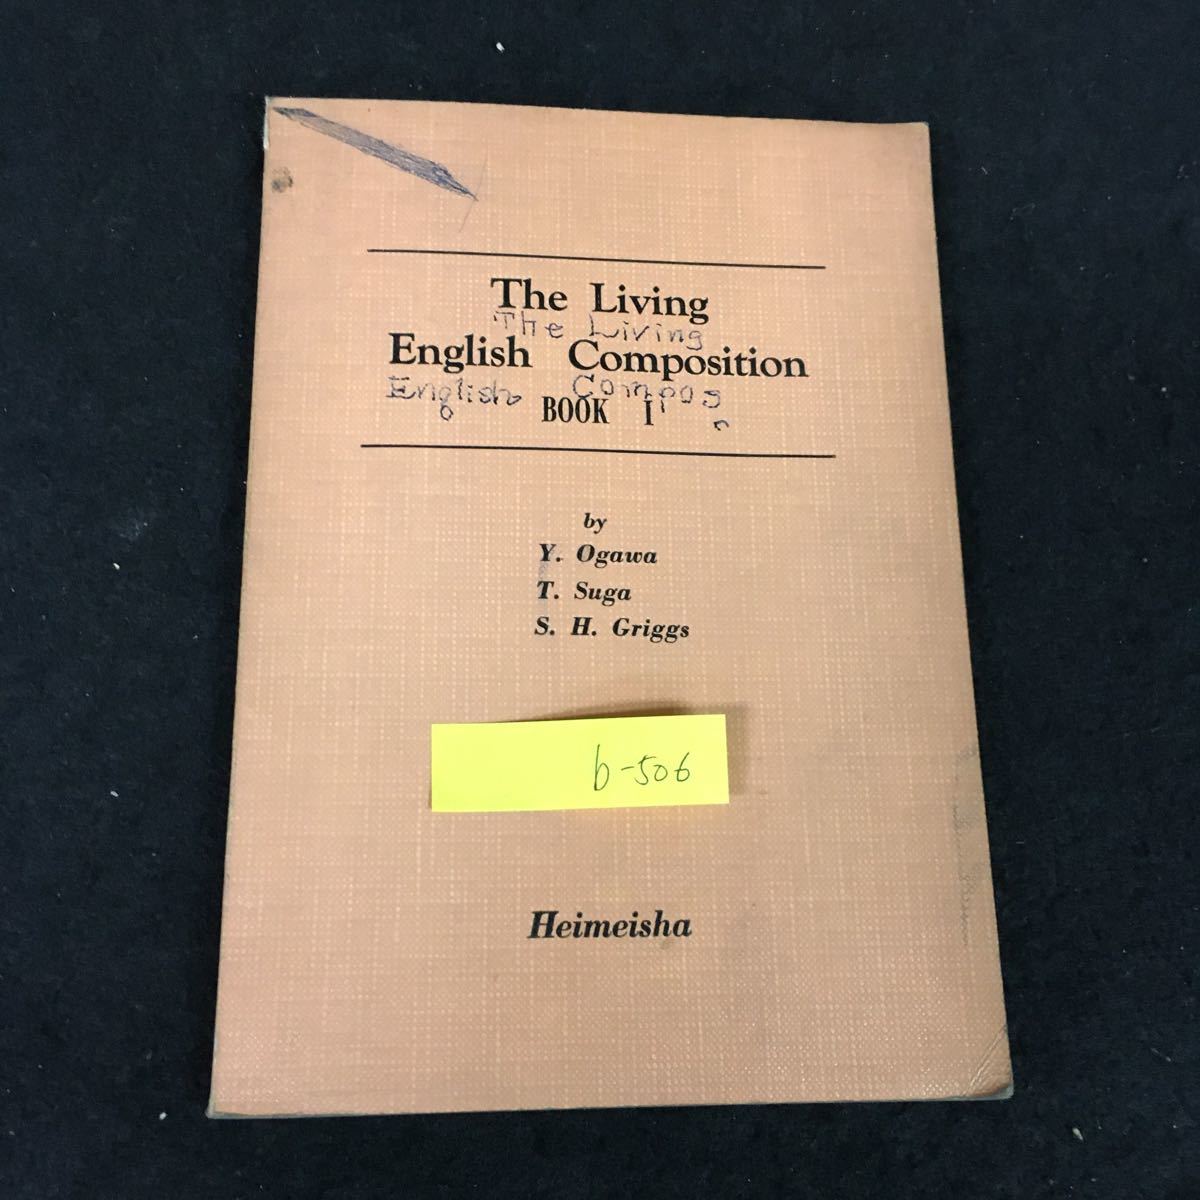 The Living
The Living
English Composition
English Compos
BOOK I
by
Y. Ogawa
T. Suga
S. H. Griggs
b-506
Heimeisha